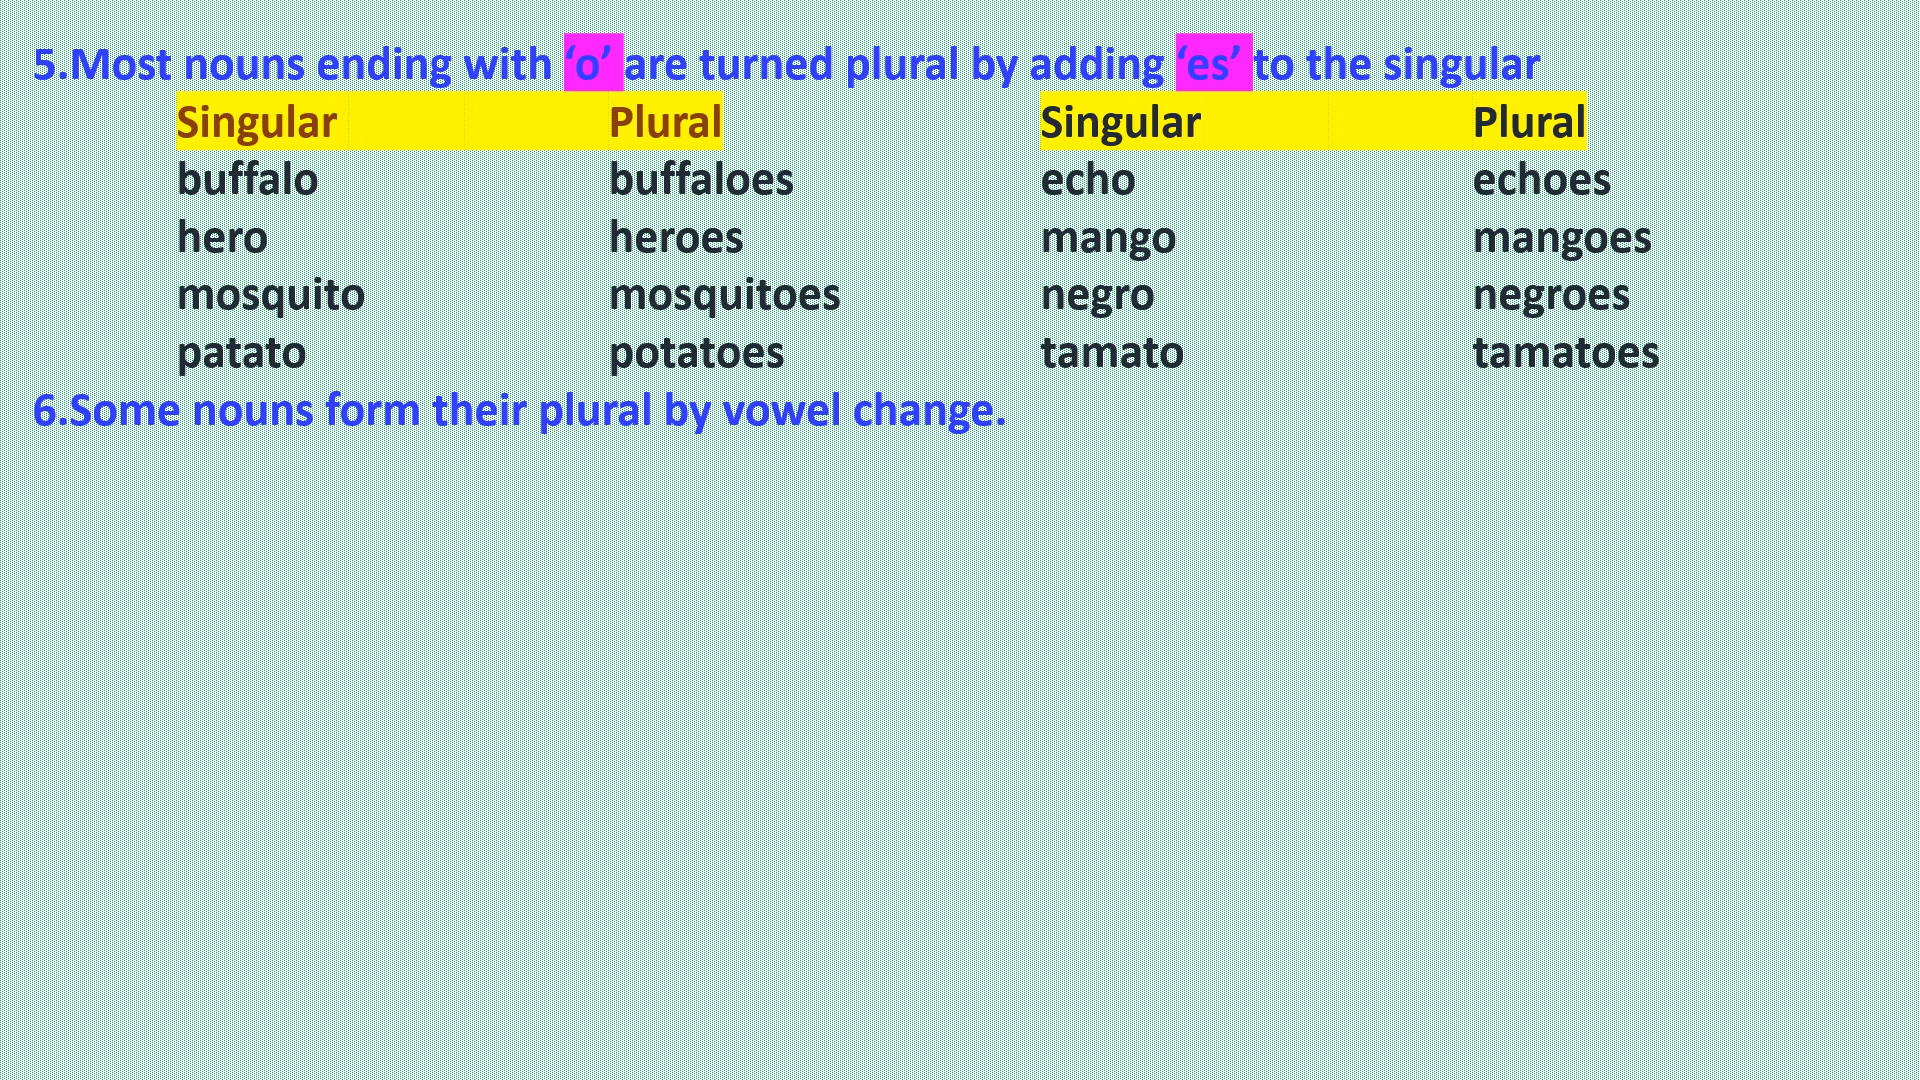 5.Most nouns ending with ‘o’ are turned plural by adding ‘es’ to the singular
Singular Plural Singular Plural
buffalo buffaloes echo echoes
hero heroes mango mangoes
mosquito mosquitoes negro negroes
patato potatoes tamato tamatoes
6.Some nouns form their plural by vowel change.